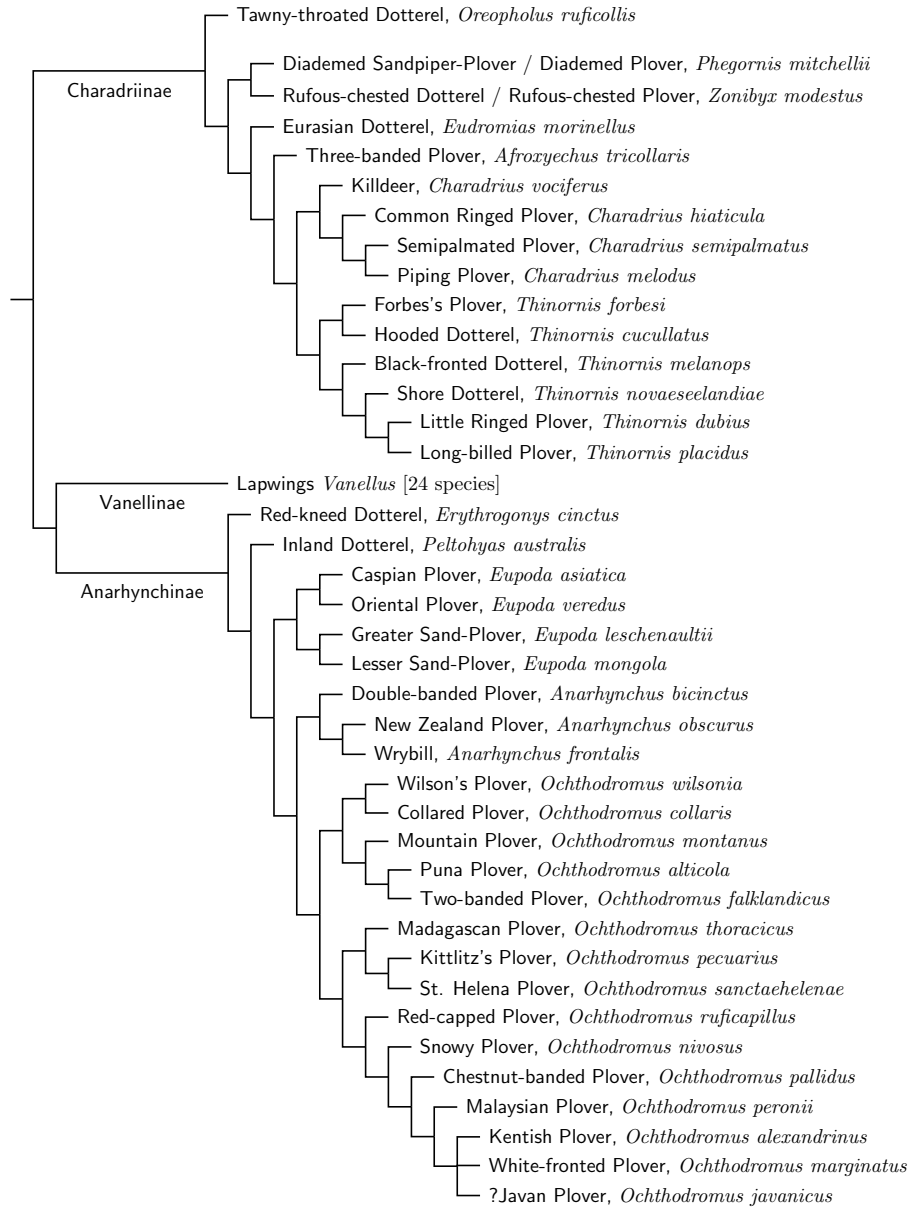 Tawny-throated Dotterel, Oreopholus ruficollis
Diademed Sandpiper-Plover / Diademed Plover, Phegornis mitchellii
Charadriinae
Rufous-chested Dotterel / Rufous-chested Plover, Zonibyx modestus
Eurasian Dotterel, Eudromias morinellus
Three-banded Plover, Afroxyechus tricollaris
Killdeer, Charadrius vociferus
Common Ringed Plover, Charadrius hiaticula
Semipalmated Plover, Charadrius semipalmatus
Piping Plover, Charadrius melodus
Forbes's Plover, Thinornis forbesi
Hooded Dotterel, Thinornis cucullatus
Black-fronted Dotterel, Thinornis melanops
Shore Dotterel, Thinornis novaeseelandiae
Little Ringed Plover, Thinornis dubius
Long-billed Plover, Thinornis placidus
Lapwings Vanellus [24 species]
Vanellinae
Red-kneed Dotterel, Erythrogonys cinctus
Inland Dotterel, Peltohyas australis
Caspian Plover, Eupoda asiatica
Anarhynchinae
Oriental Plover, Eupoda veredus
Greater Sand-Plover, Eupoda leschenaultii
Lesser Sand-Plover, Eupoda mongola
Double-banded Plover, Anarhynchus bicinctus
New Zealand Plover, Anarhynchus obscurus
Wrybill, Anarhynchus frontalis
Wilson's Plover, Ochthodromus wilsonia
Collared Plover, Ochthodromus collaris
Mountain Plover, Ochthodromus montanus
Puna Plover, Ochthodromus alticola
Two-banded Plover, Ochthodromus falklandicus
Madagascan Plover, Ochthodromus thoracicus
Kittlitz's Plover, Ochthodromus pecuarius
St. Helena Plover, Ochthodromus sanctaehelenae
Red-capped Plover, Ochthodromus ruficapillus
Snowy Plover, Ochthodromus nivosus
Chestnut-banded Plover, Ochthodromus pallidus
Malaysian Plover, Ochthodromus peronii
Kentish Plover, Ochthodromus alexandrinus
White-fronted Plover, Ochthodromus marginatus
?Javan Plover, Ochthodromus javanicus